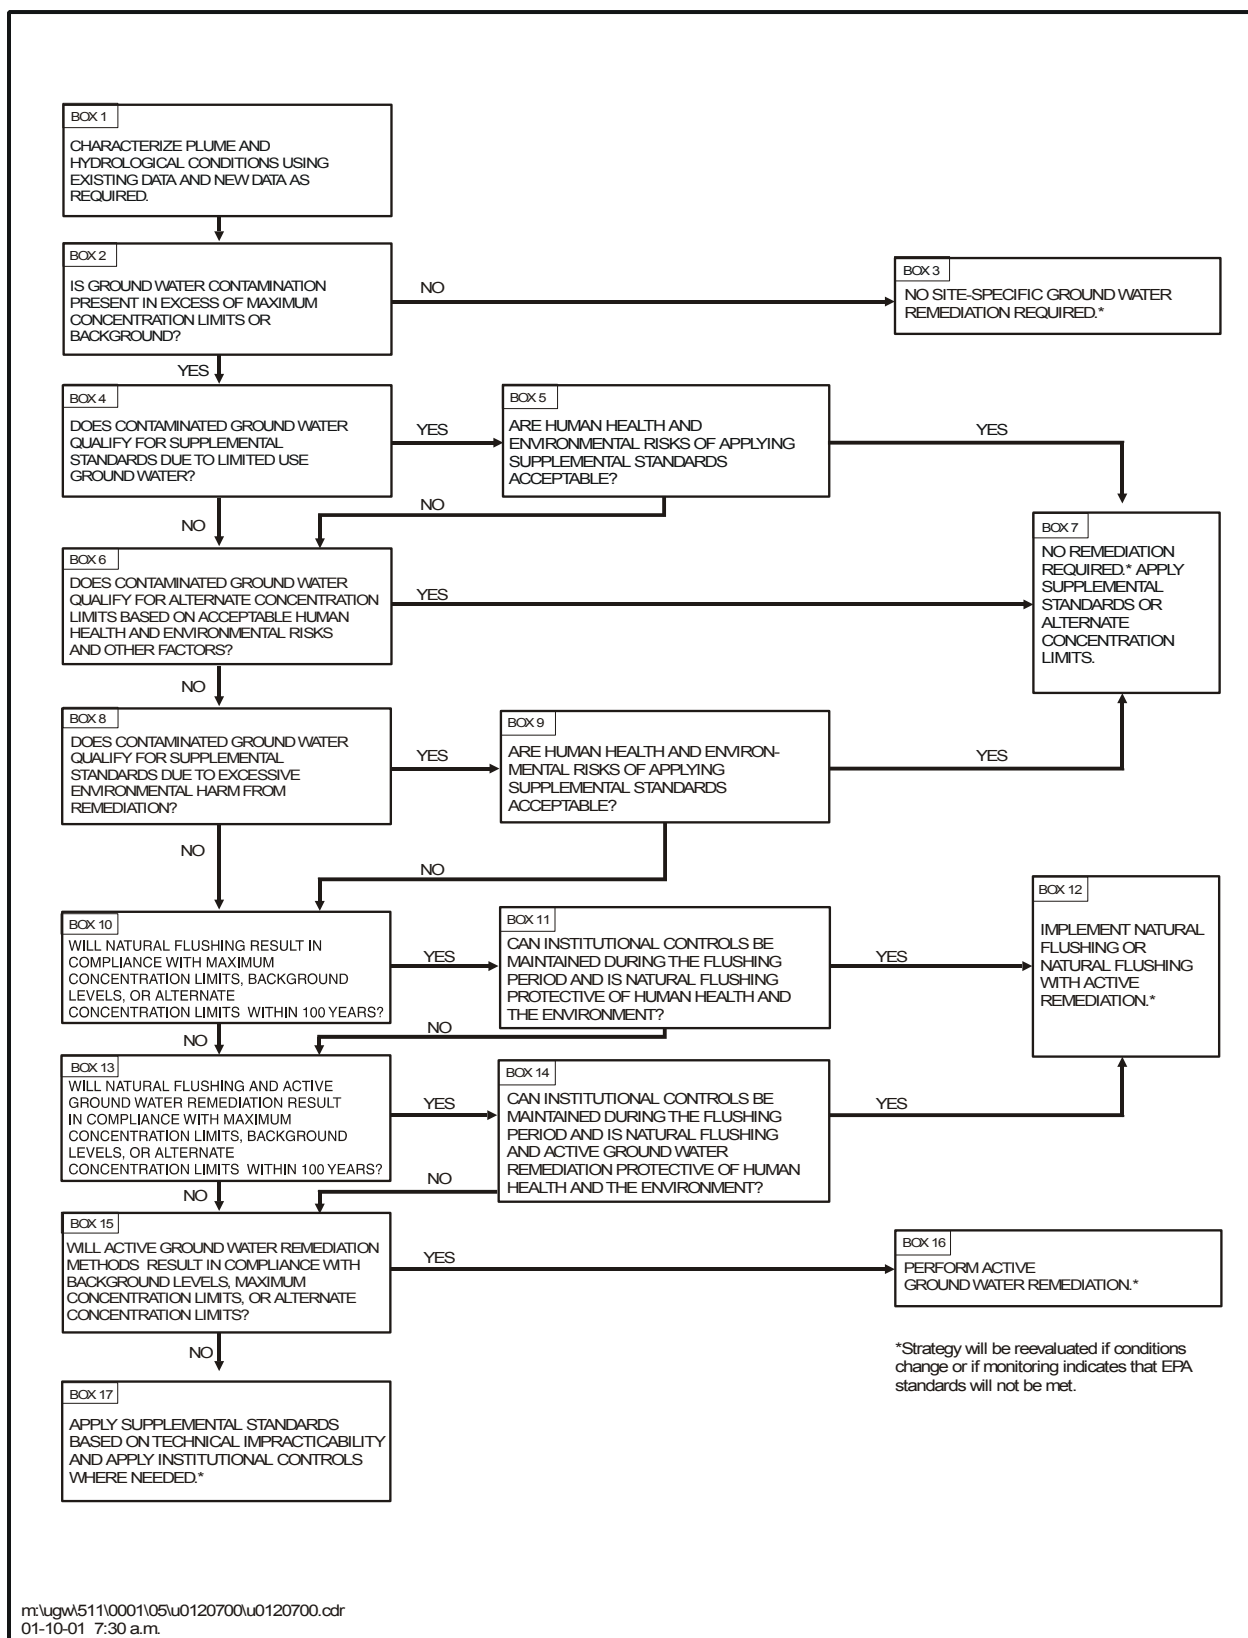 BOX 1
CHARACTERIZE PLUME AND
HYDROLOGICAL CONDITIONS USING
EXISTING DATA AND NEW DATA AS
REQUIRED.
BOX 2
IS GROUND WATER CONTAMINATION
PRESENT IN EXCESS OF MAXIMUM
CONCENTRATION LIMITS OR
BACKGROUND?
NO
BOX 3
NO SITE-SPECIFIC GROUND WATER
REMEDIATION REQUIRED.*
YES
BOX 4
DOES CONTAMINATED GROUND WATER
QUALIFY FOR SUPPLEMENTAL
STANDARDS DUE TO LIMITED USE
GROUND WATER?
YES
BOX 5
ARE HUMAN HEALTH AND
ENVIRONMENTAL RISKS OF APPLYING
SUPPLEMENTAL STANDARDS
ACCEPTABLE?
YES
NO
NO
BOX 6
DOES CONTAMINATED GROUND WATER
QUALIFY FOR ALTERNATE CONCENTRATION
LIMITS BASED ON ACCEPTABLE HUMAN
HEALTH AND ENVIRONMENTAL RISKS
AND OTHER FACTORS?
YES
BOX 7
NO REMEDIATION
REQUIRED.* APPLY
SUPPLEMENTAL
STANDARDS OR
ALTERNATE
CONCENTRATION
LIMITS.
NO
BOX 8
DOES CONTAMINATED GROUND WATER
QUALIFY FOR SUPPLEMENTAL
STANDARDS DUE TO EXCESSIVE
ENVIRONMENTAL HARM FROM
REMEDIATION?
YES
BOX 9
ARE HUMAN HEALTH AND ENVIRON-
MENTAL RISKS OF APPLYING
SUPPLEMENTAL STANDARDS
ACCEPTABLE?
YES
NO
NO
BOX 10
WILL NATURAL FLUSHING RESULT IN
COMPLIANCE WITH MAXIMUM
CONCENTRATION LIMITS, BACKGROUND
LEVELS, OR ALTERNATE
CONCENTRATION LIMITS WITHIN 100 YEARS?
YES
BOX 11
CAN INSTITUTIONAL CONTROLS BE
MAINTAINED DURING THE FLUSHING
PERIOD AND IS NATURAL FLUSHING
PROTECTIVE OF HUMAN HEALTH AND
THE ENVIRONMENT?
YES
BOX 12
IMPLEMENT NATURAL
FLUSHING OR
NATURAL FLUSHING
WITH ACTIVE
REMEDIATION.*
NO
NO
BOX 13
WILL NATURAL FLUSHING AND ACTIVE
GROUND WATER REMEDIATION RESULT
IN COMPLIANCE WITH MAXIMUM
CONCENTRATION LIMITS, BACKGROUND
LEVELS, OR ALTERNATE
CONCENTRATION LIMITS WITHIN 100 YEARS?
YES
BOX 14
CAN INSTITUTIONAL CONTROLS BE
MAINTAINED DURING THE FLUSHING
PERIOD AND IS NATURAL FLUSHING
AND ACTIVE GROUND WATER
REMEDIATION PROTECTIVE OF HUMAN
HEALTH AND THE ENVIRONMENT?
YES
NO
NO
BOX 15
WILL ACTIVE GROUND WATER REMEDIATION
METHODS RESULT IN COMPLIANCE WITH
BACKGROUND LEVELS, MAXIMUM
CONCENTRATION LIMITS, OR ALTERNATE
CONCENTRATION LIMITS?
YES
BOX 16
PERFORM ACTIVE
GROUND WATER REMEDIATION.*
NO
*Strategy will be reevaluated if conditions
change or if monitoring indicates that EPA
standards will not be met.
BOX 17
APPLY SUPPLEMENTAL STANDARDS
BASED ON TECHNICAL IMPRACTICABILITY
AND APPLY INSTITUTIONAL CONTROLS
WHERE NEEDED.*
m:\ugw\511\0001\05\u0120700\u0120700.cdr
01-10-01 7:30 a.m.